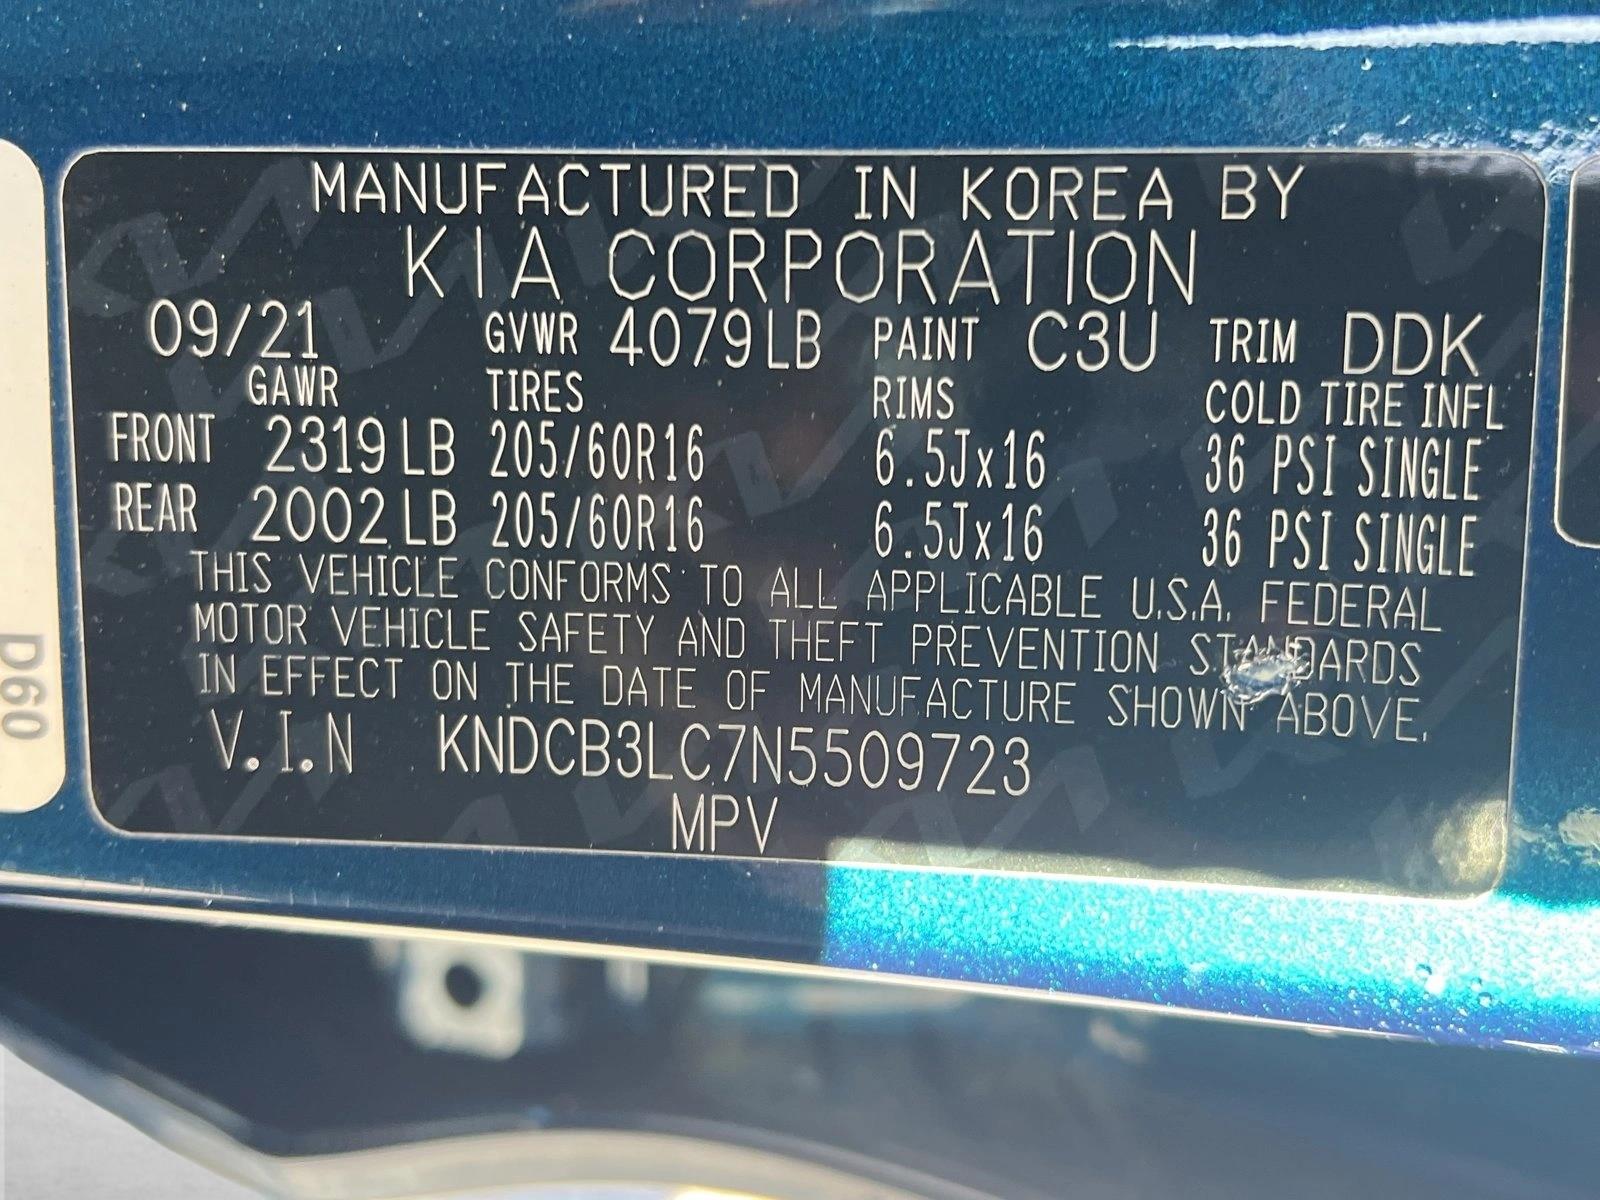 MANUFACTURED IN KOREA BY
KIA CORPORATION
09/21 GVWR 4079LB PAINT C3U TRIM DDK
GAWR TIRES RIMS COLD TIRE INFL
FRONT 2319LB 205/60R16 6.5Jx16 36 PSI SINGLE
REAR 2002LB 205/60R16 6.5Jx16 36 PSI SINGLE
THIS VEHICLE CONFORMS TO ALL APPLICABLE U.S.A. FEDERAL
MOTOR VEHICLE SAFETY AND THEFT PREVENTION STANDARDS
IN EFFECT ON THE DATE OF MANUFACTURE SHOWN ABOVE.
V.I.N KNDCB3LC7N5509723
MPV
D60